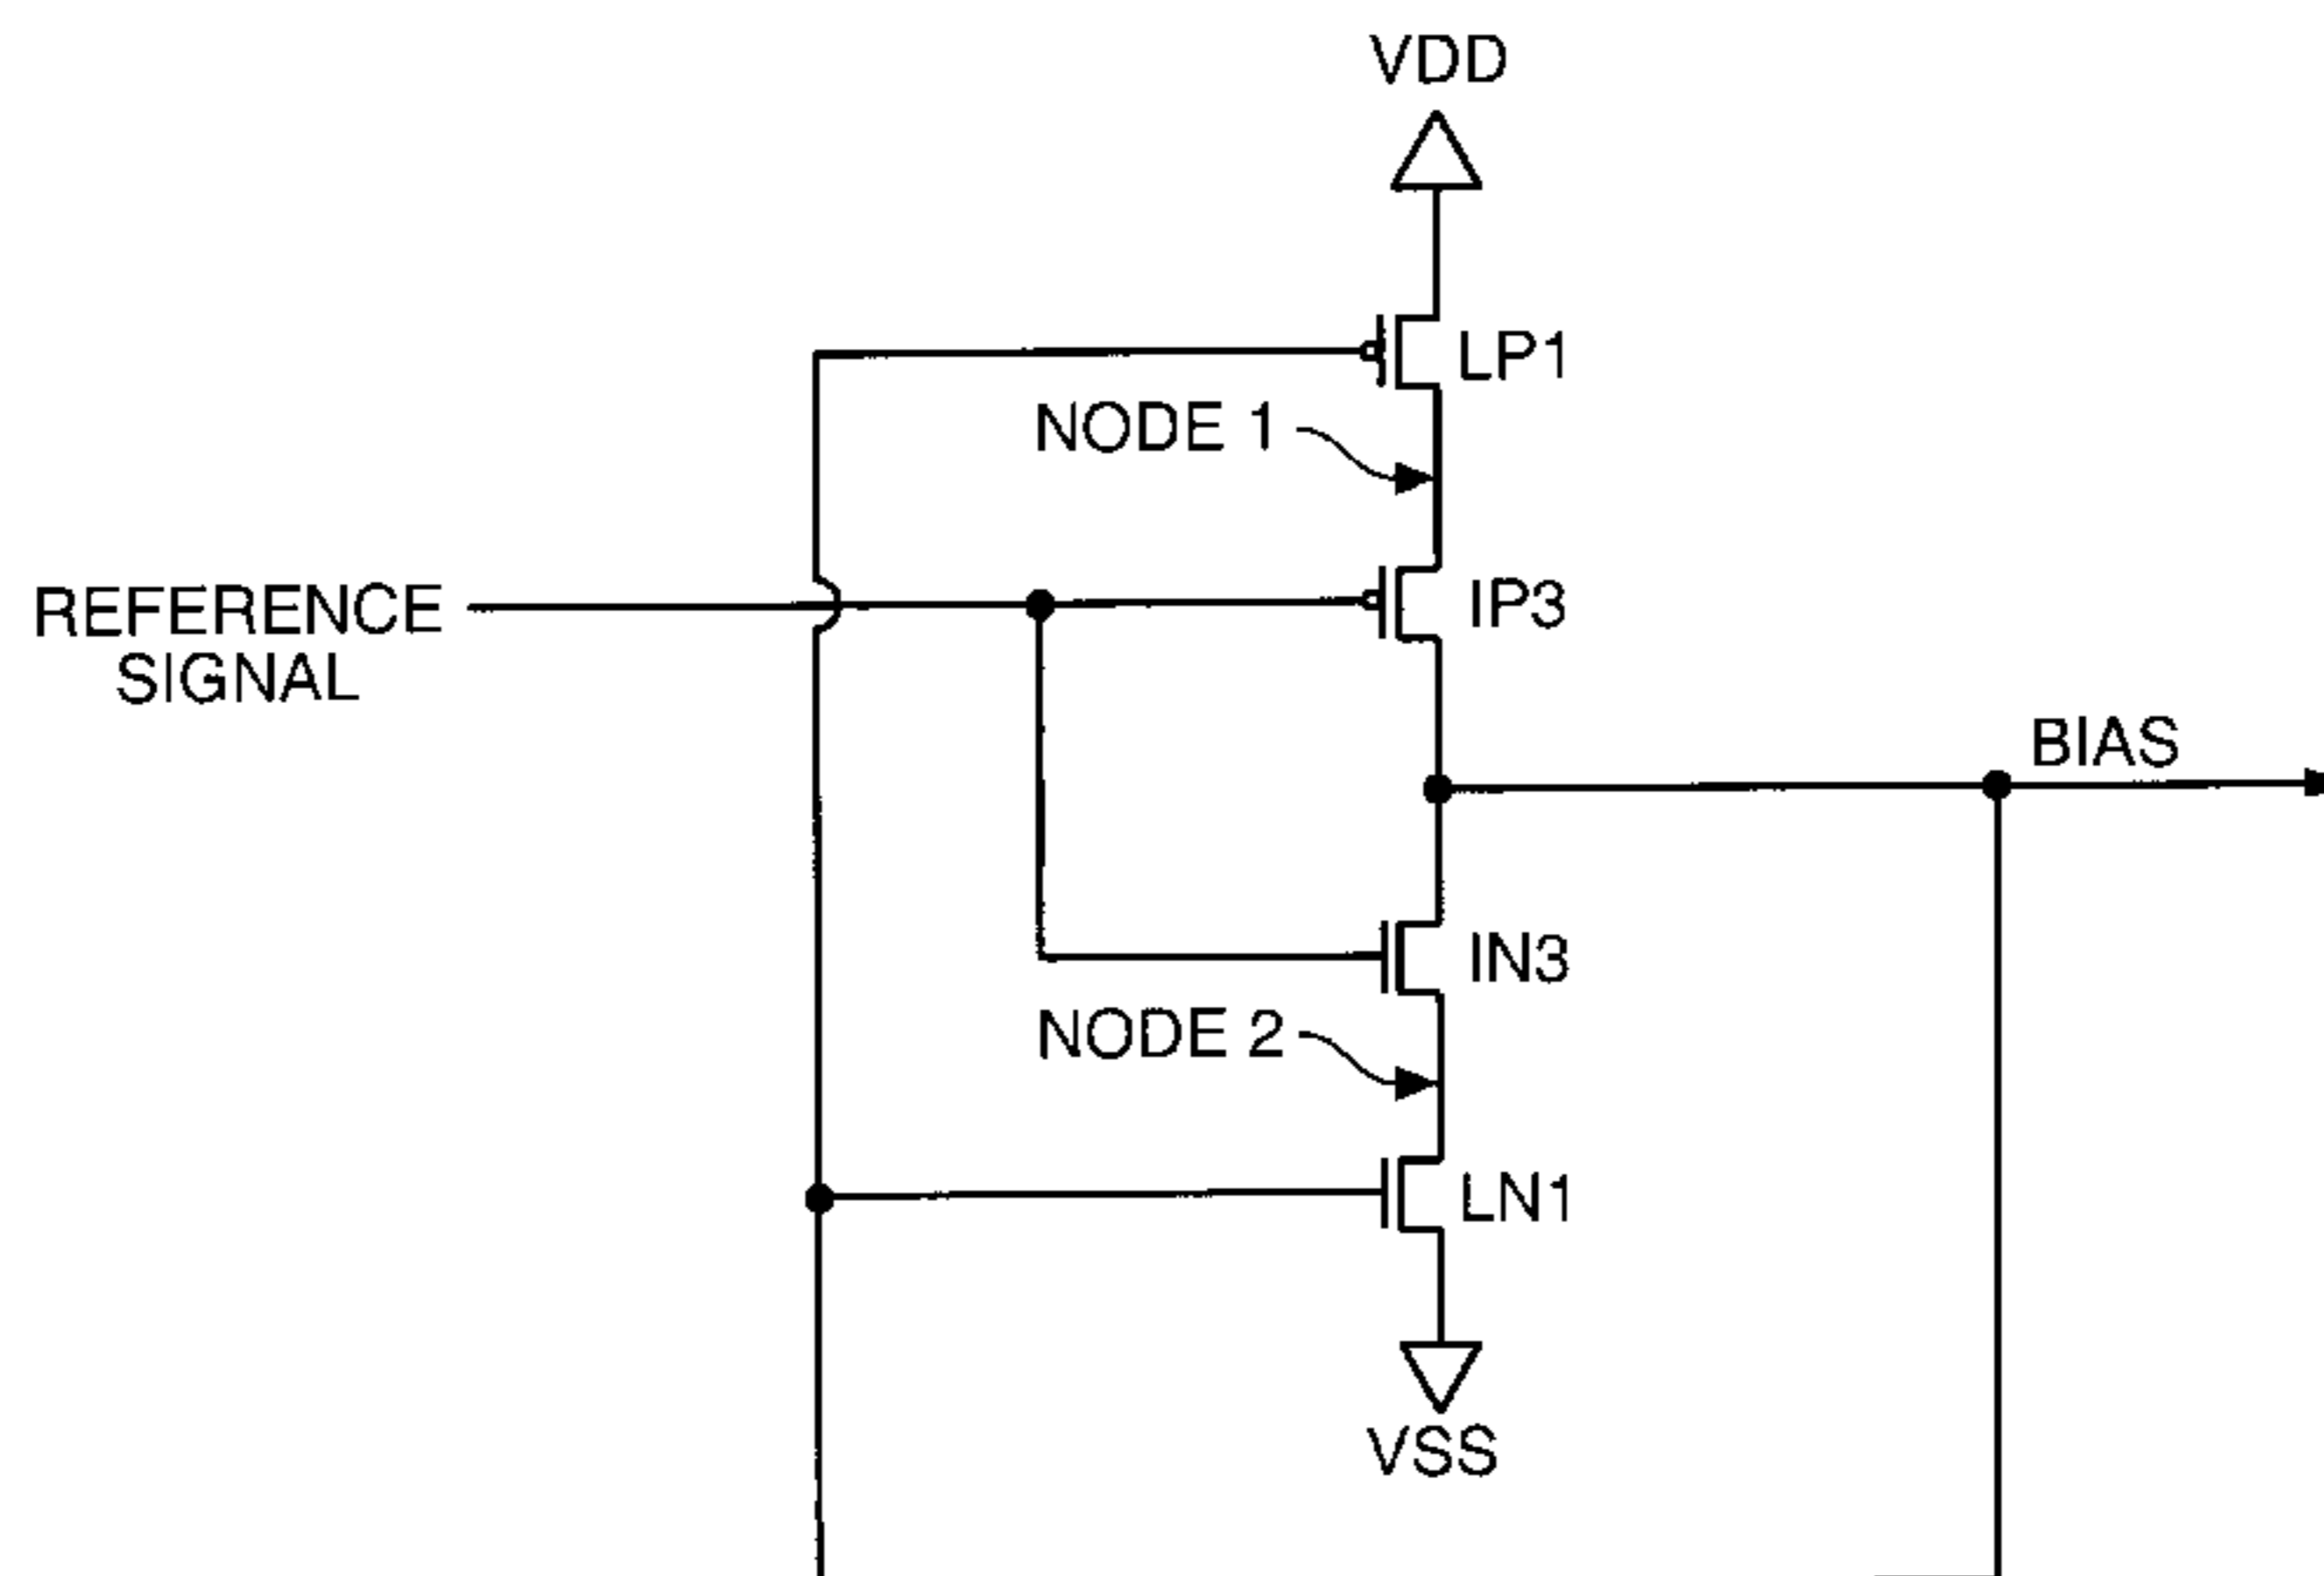 VDD
LP1
NODE 1
REFERENCE
SIGNAL
IP3
BIAS
IN3
NODE 2
LN1
VSS